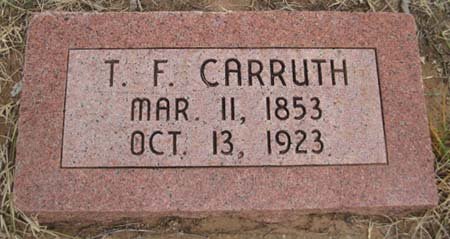 T. F. CARRUTH
MAR. 11, 1853
OCT. 13, 1923